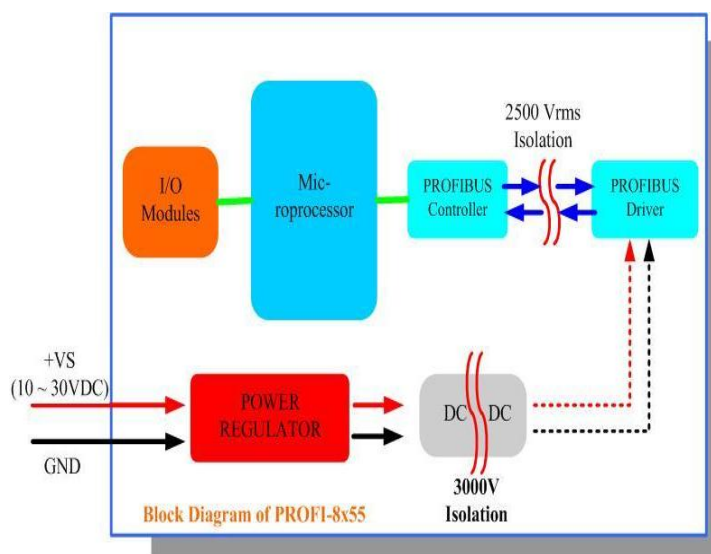 2500 Vrms
Isolation
I/O
Modules
Mic-
roprocessor
PROFIBUS
Controller
PROFIBUS
Driver
+VS
(10 ~ 30VDC)
GND
POWER
REGULATOR
DC DC
3000V
Isolation
Block Diagram of PROFI-8x55